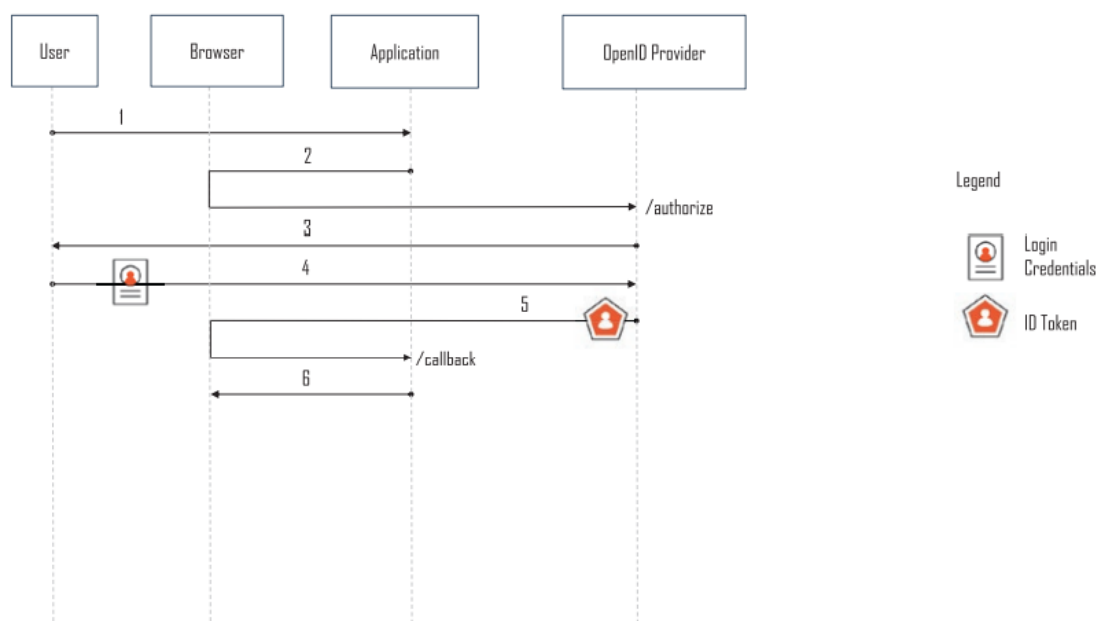 User
Browser
Application
OpenID Provider
1
2
/authorize
3
4
5
/callback
6
Legend
Login
Credentials
ID Token